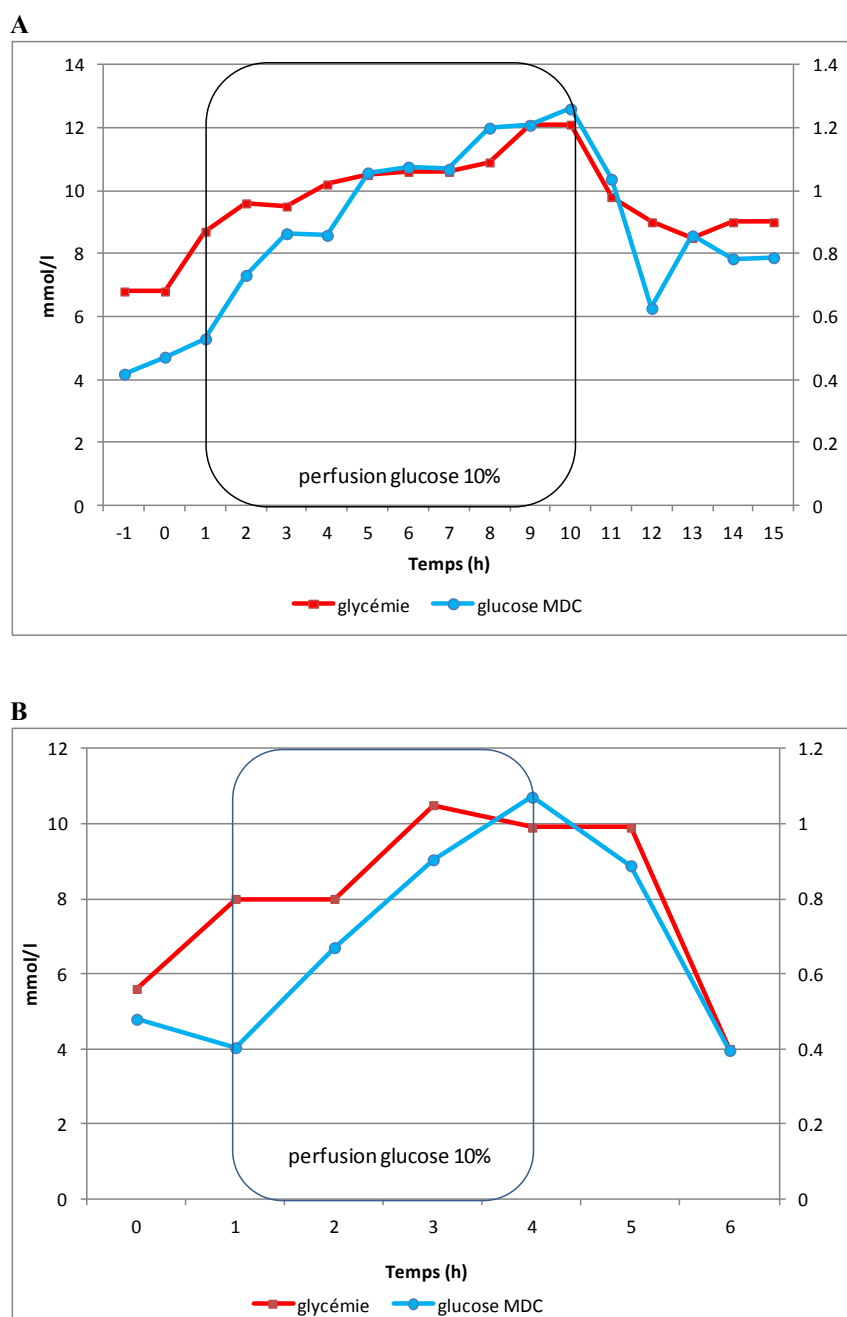 A
14 1.4
12 1.2
10 1
8 0.8
6 0.6
4 0.4
2 0.2
0 0
mmol/l
perfusion glucose 10%
-1 0 1 2 3 4 5 6 7 8 9 10 11 12 13 14 15
Temps (h)
glycémie glucose MDC
B
12 1.2
10 1
8 0.8
6 0.6
4 0.4
2 0.2
0 0
mmol/l
perfusion glucose 10%
0 1 2 3 4 5 6
Temps (h)
glycémie glucose MDC